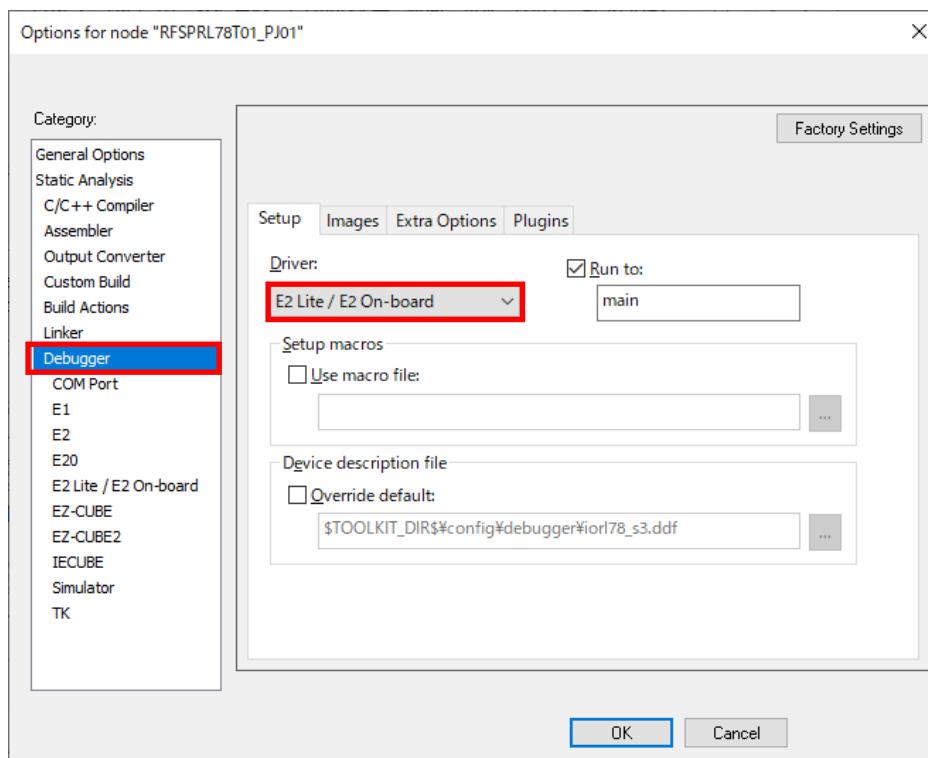 Options for node "RFSPRL78T01_PJ01"
Category:
Factory Settings
General Options
Static Analysis
C/C++ Compiler
Assembler
Output Converter
Custom Build
Build Actions
Linker
Debugger
COM Port
E1
E2
E20
E2 Lite / E2 On-board
EZ-CUBE
EZ-CUBE2
IECUBE
Simulator
TK
Setup Images Extra Options Plugins
Driver:
E2 Lite / E2 On-board
Run to:
main
Setup macros
Use macro file:
...
Device description file
Override default:
$TOOLKIT_DIR$¥config¥debugger¥iorl78_s3.ddf
...
OK Cancel